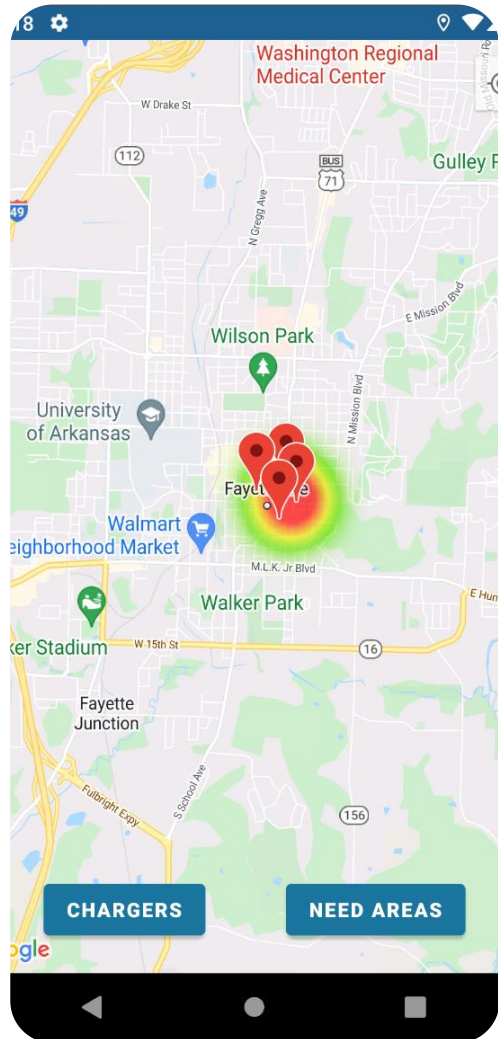 18
Washington Regional
Medical Center
W Drake St
112
BUS
71
Gulley
N Gregg Ave
49
E Mission Blvd
Wilson Park
University
of Arkansas
N Mission Blvd
Walmart
eighborhood Market
M.L.K. Jr Blvd
E Hun
Walker Park
ker Stadium
W 15th St
16
Fayette
Junction
Fulbright Expy
S School Ave
156
CHARGERS
NEED AREAS
gle